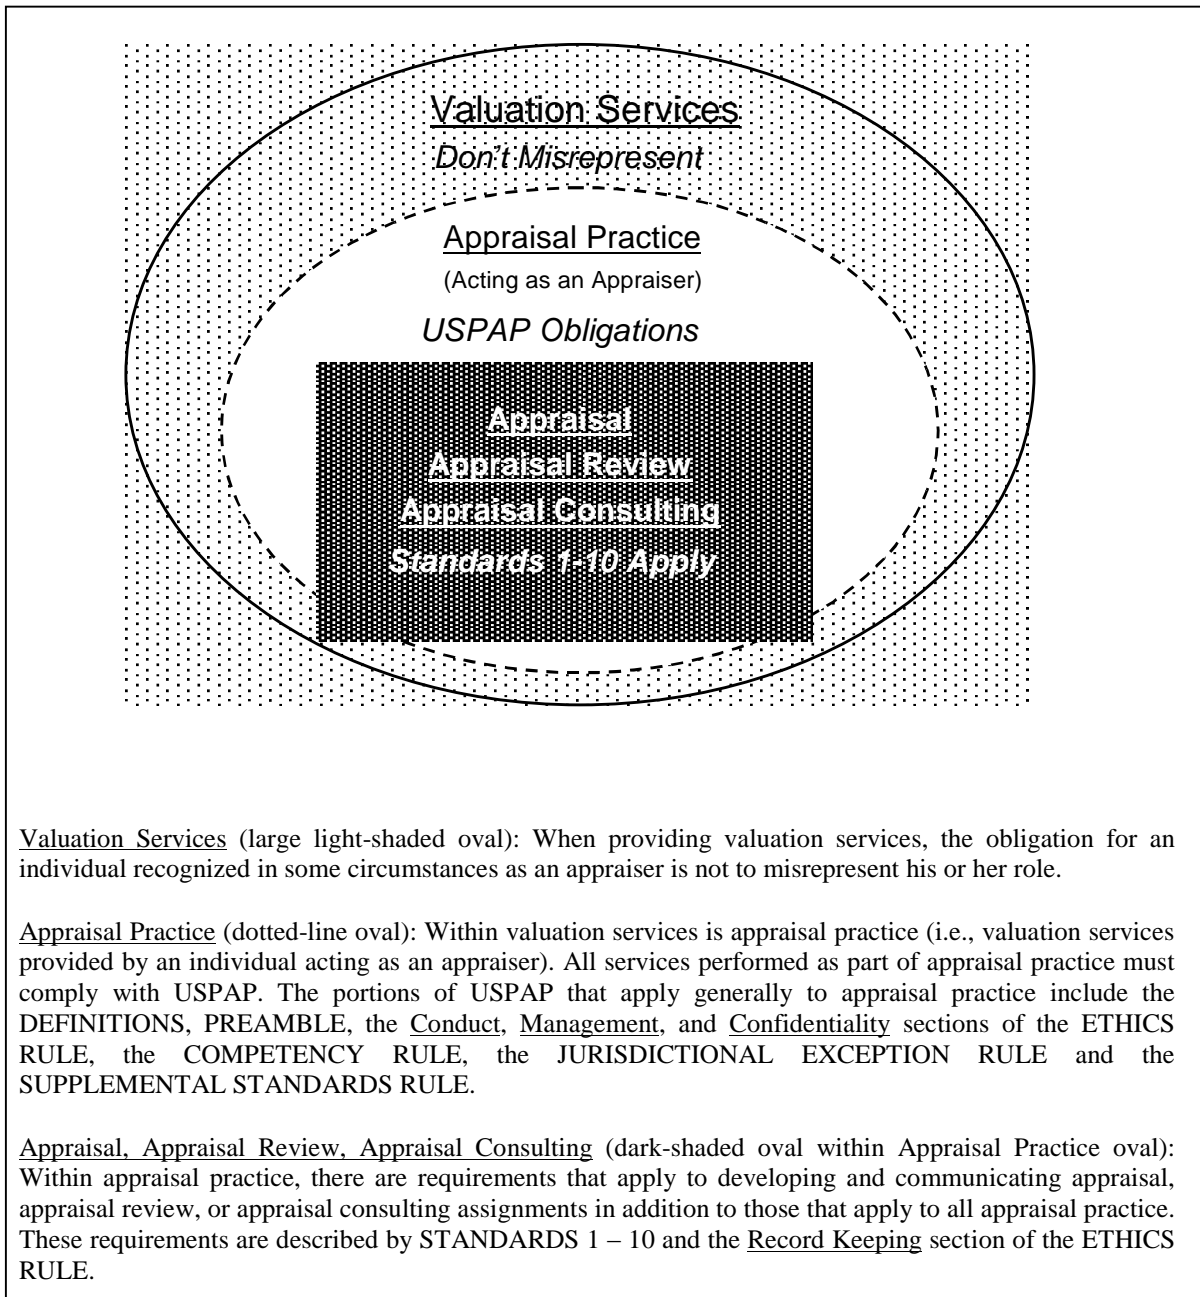 Valuation Services
Don't Misrepresent
Appraisal Practice
(Acting as an Appraiser)
USPAP Obligations
Appraisal
Appraisal Review
Appraisal Consulting
Standards 1-10 Apply
Valuation Services (large light-shaded oval): When providing valuation services, the obligation for an
individual recognized in some circumstances as an appraiser is not to misrepresent his or her role.
Appraisal Practice (dotted-line oval): Within valuation services is appraisal practice (i.e., valuation services
provided by an individual acting as an appraiser). All services performed as part of appraisal practice must
comply with USPAP. The portions of USPAP that apply generally to appraisal practice include the
DEFINITIONS, PREAMBLE, the Conduct, Management, and Confidentiality sections of the ETHICS
RULE, the COMPETENCY RULE, the JURISDICTIONAL EXCEPTION RULE and the
SUPPLEMENTAL STANDARDS RULE.
Appraisal, Appraisal Review, Appraisal Consulting (dark-shaded oval within Appraisal Practice oval):
Within appraisal practice, there are requirements that apply to developing and communicating appraisal,
appraisal review, or appraisal consulting assignments in addition to those that apply to all appraisal practice.
These requirements are described by STANDARDS 1 – 10 and the Record Keeping section of the ETHICS
RULE.